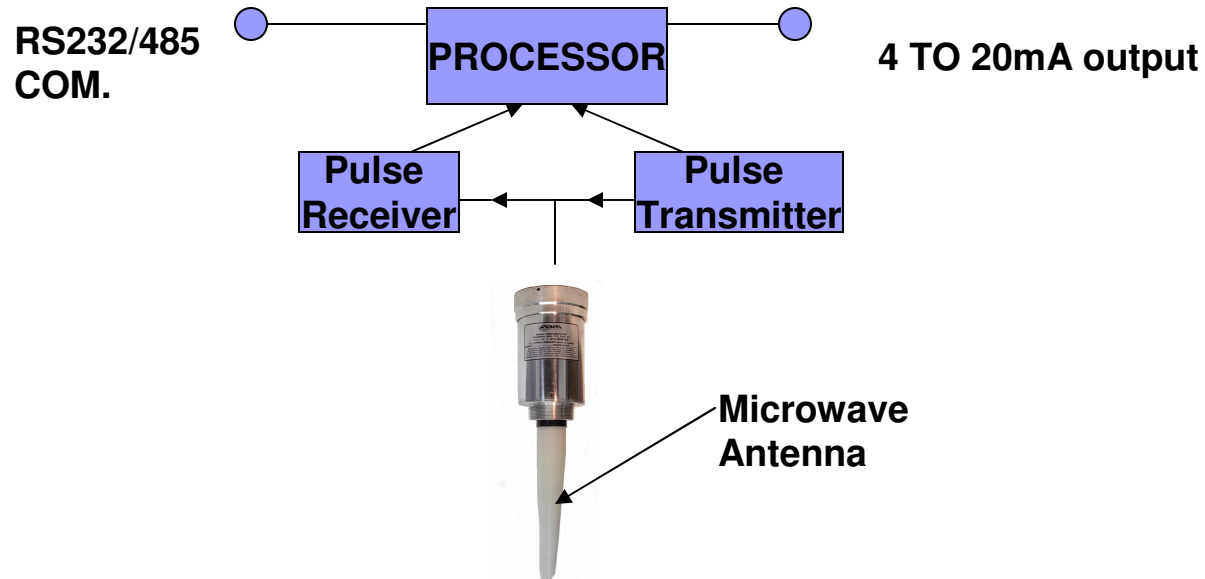 RS232/485
COM.
PROCESSOR
4 TO 20mA output
Pulse
Receiver
Pulse
Transmitter
Microwave
Antenna